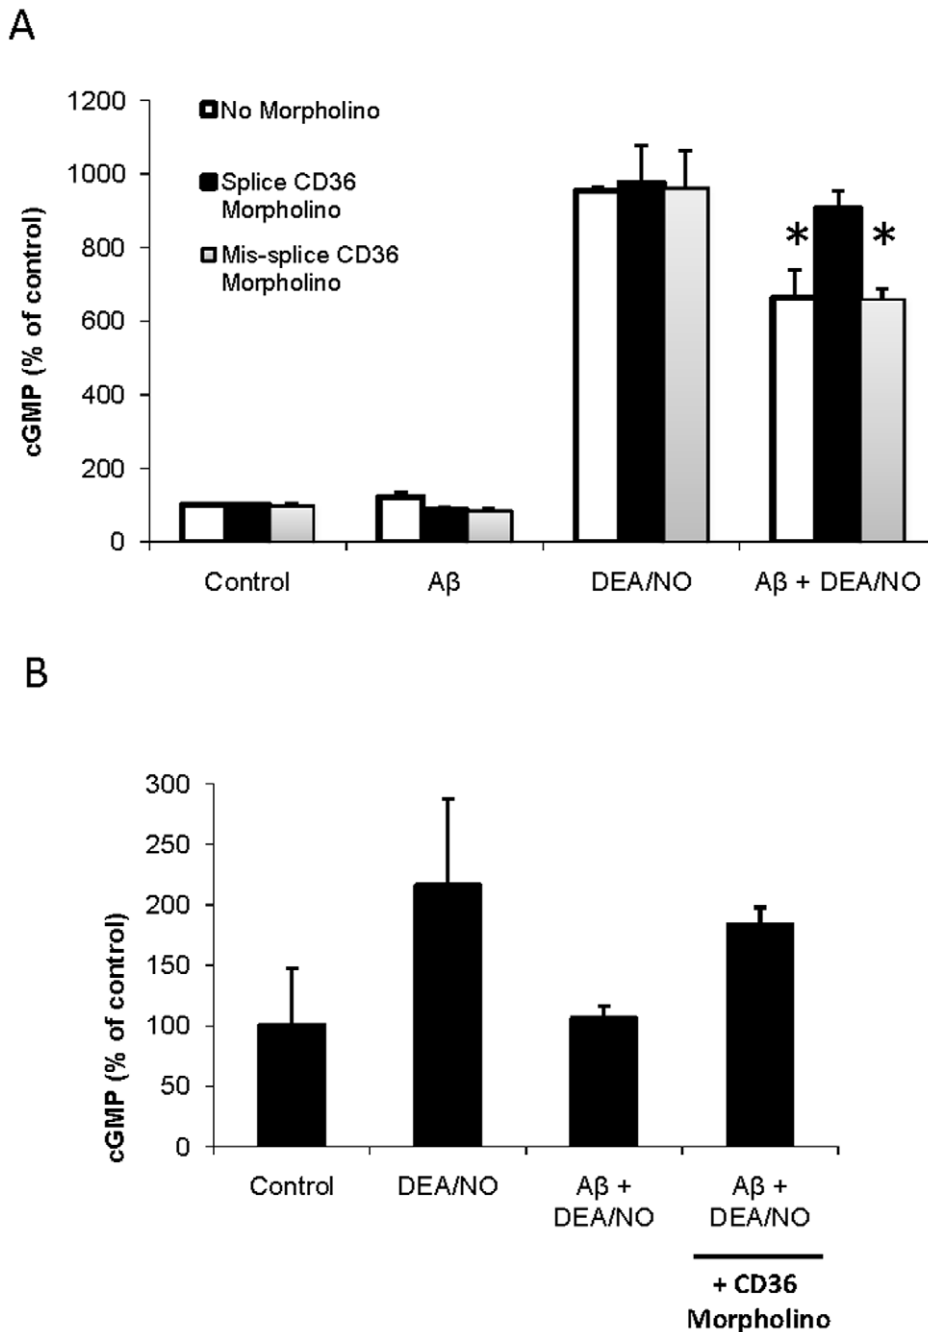 A
1200
1000
800
600
400
200
0
cGMP (% of control)
No Morpholino
Splice CD36
Morpholino
Mis-splice CD36
Morpholino
* *
Control Aβ DEA/NO Aβ + DEA/NO
B
300
250
200
150
100
50
0
cGMP (% of control)
Control DEA/NO Aβ + Aβ +
DEA/NO DEA/NO
+ CD36
Morpholino